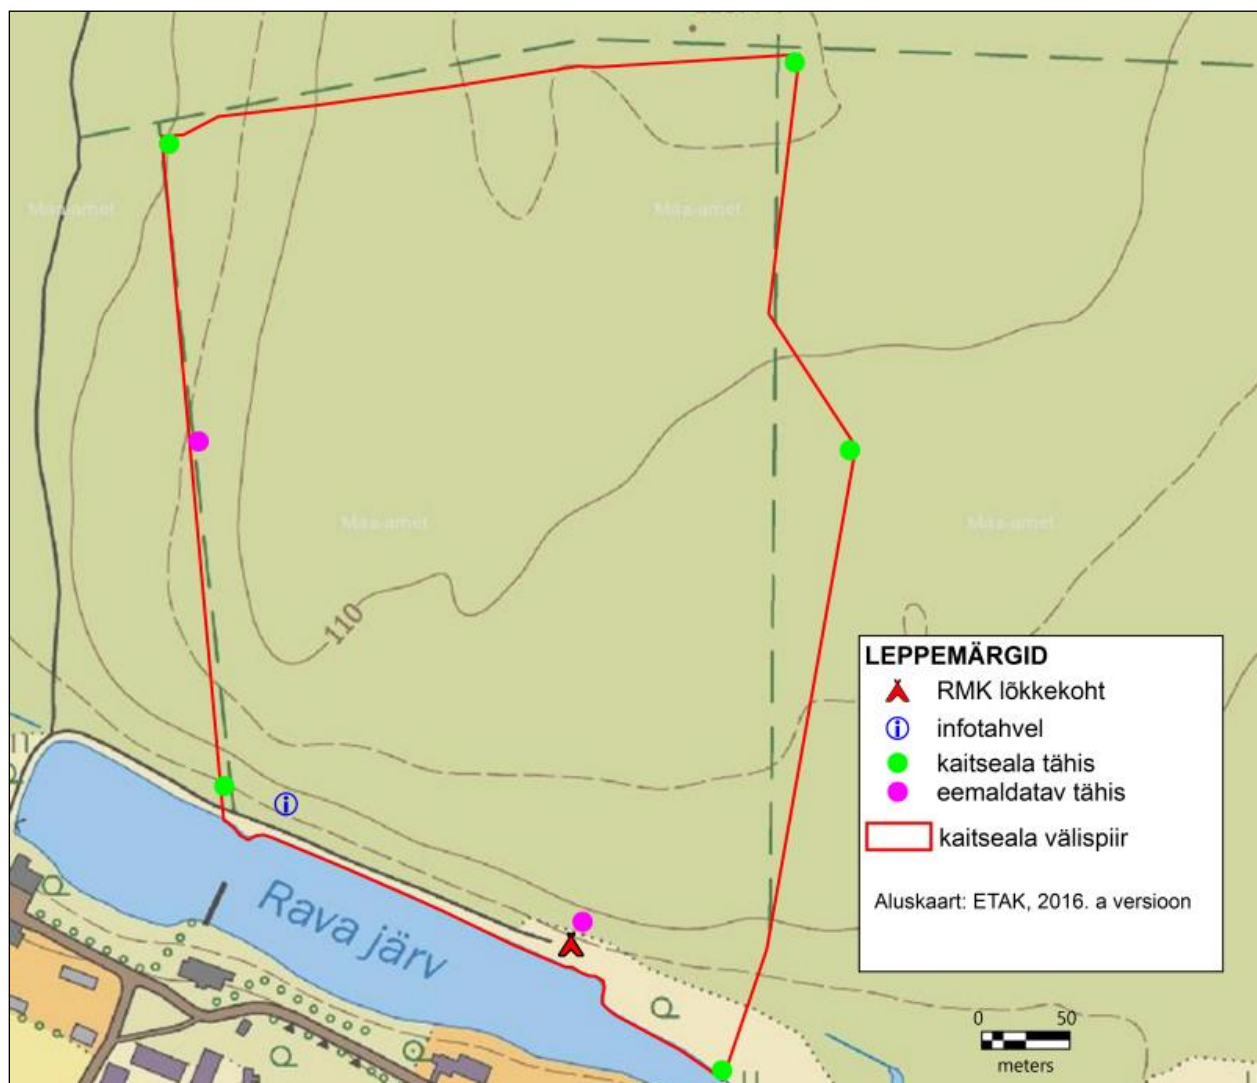 Maa-amet
Maa-amet
Maa-amet
Maa-amet
110
LEPPEMÄRGID
RMK lõkkekoht
infotahvel
kaitseala tähis
eemaldatav tähis
kaitseala välispiir
Aluskaart: ETAK, 2016. a versioon
Rava järv
0 50
meters